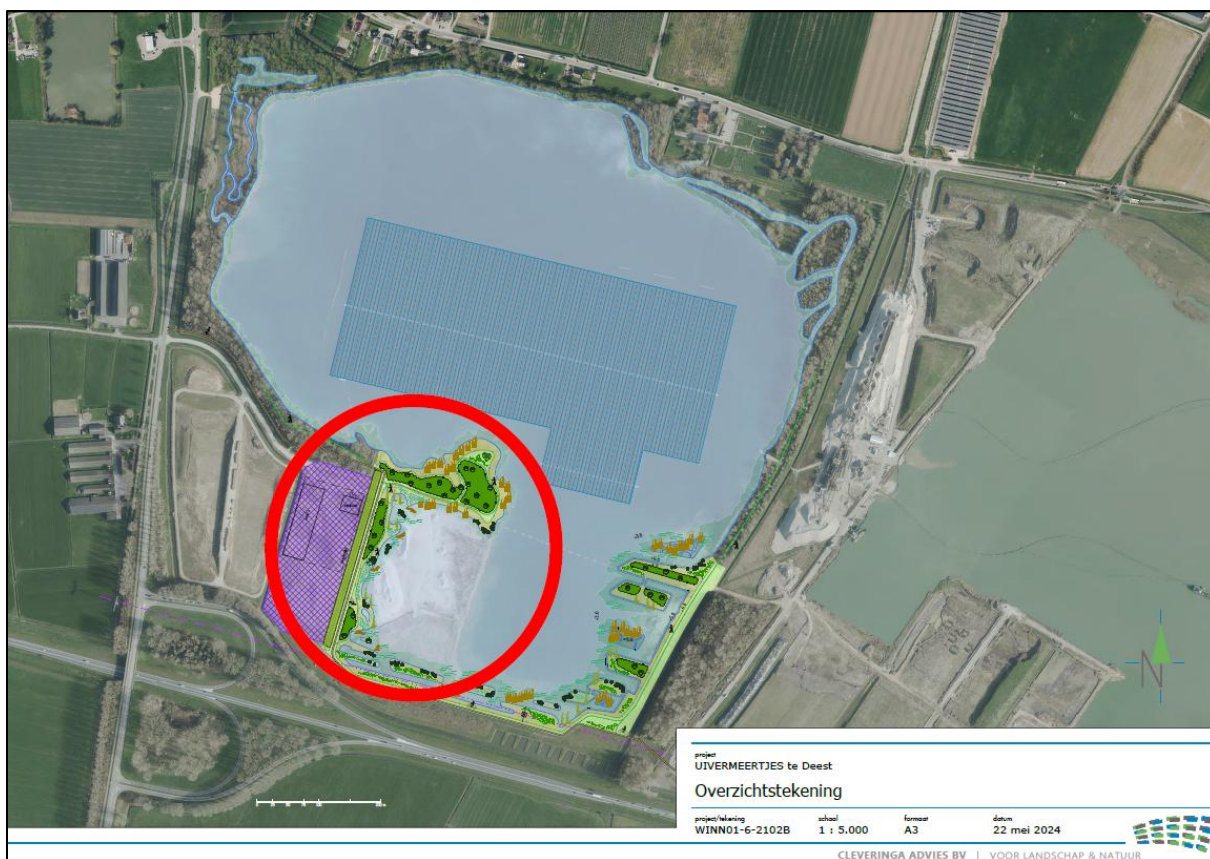 N
project
UIVERMEERTJES te Deest
Overzichtstekening
project/tekening schaal formaat datum
WINN01-6-2102B 1 : 5.000 A3 22 mei 2024
CLEVERINGA ADVIES BV | VOOR LANDSCHAP & NATUUR